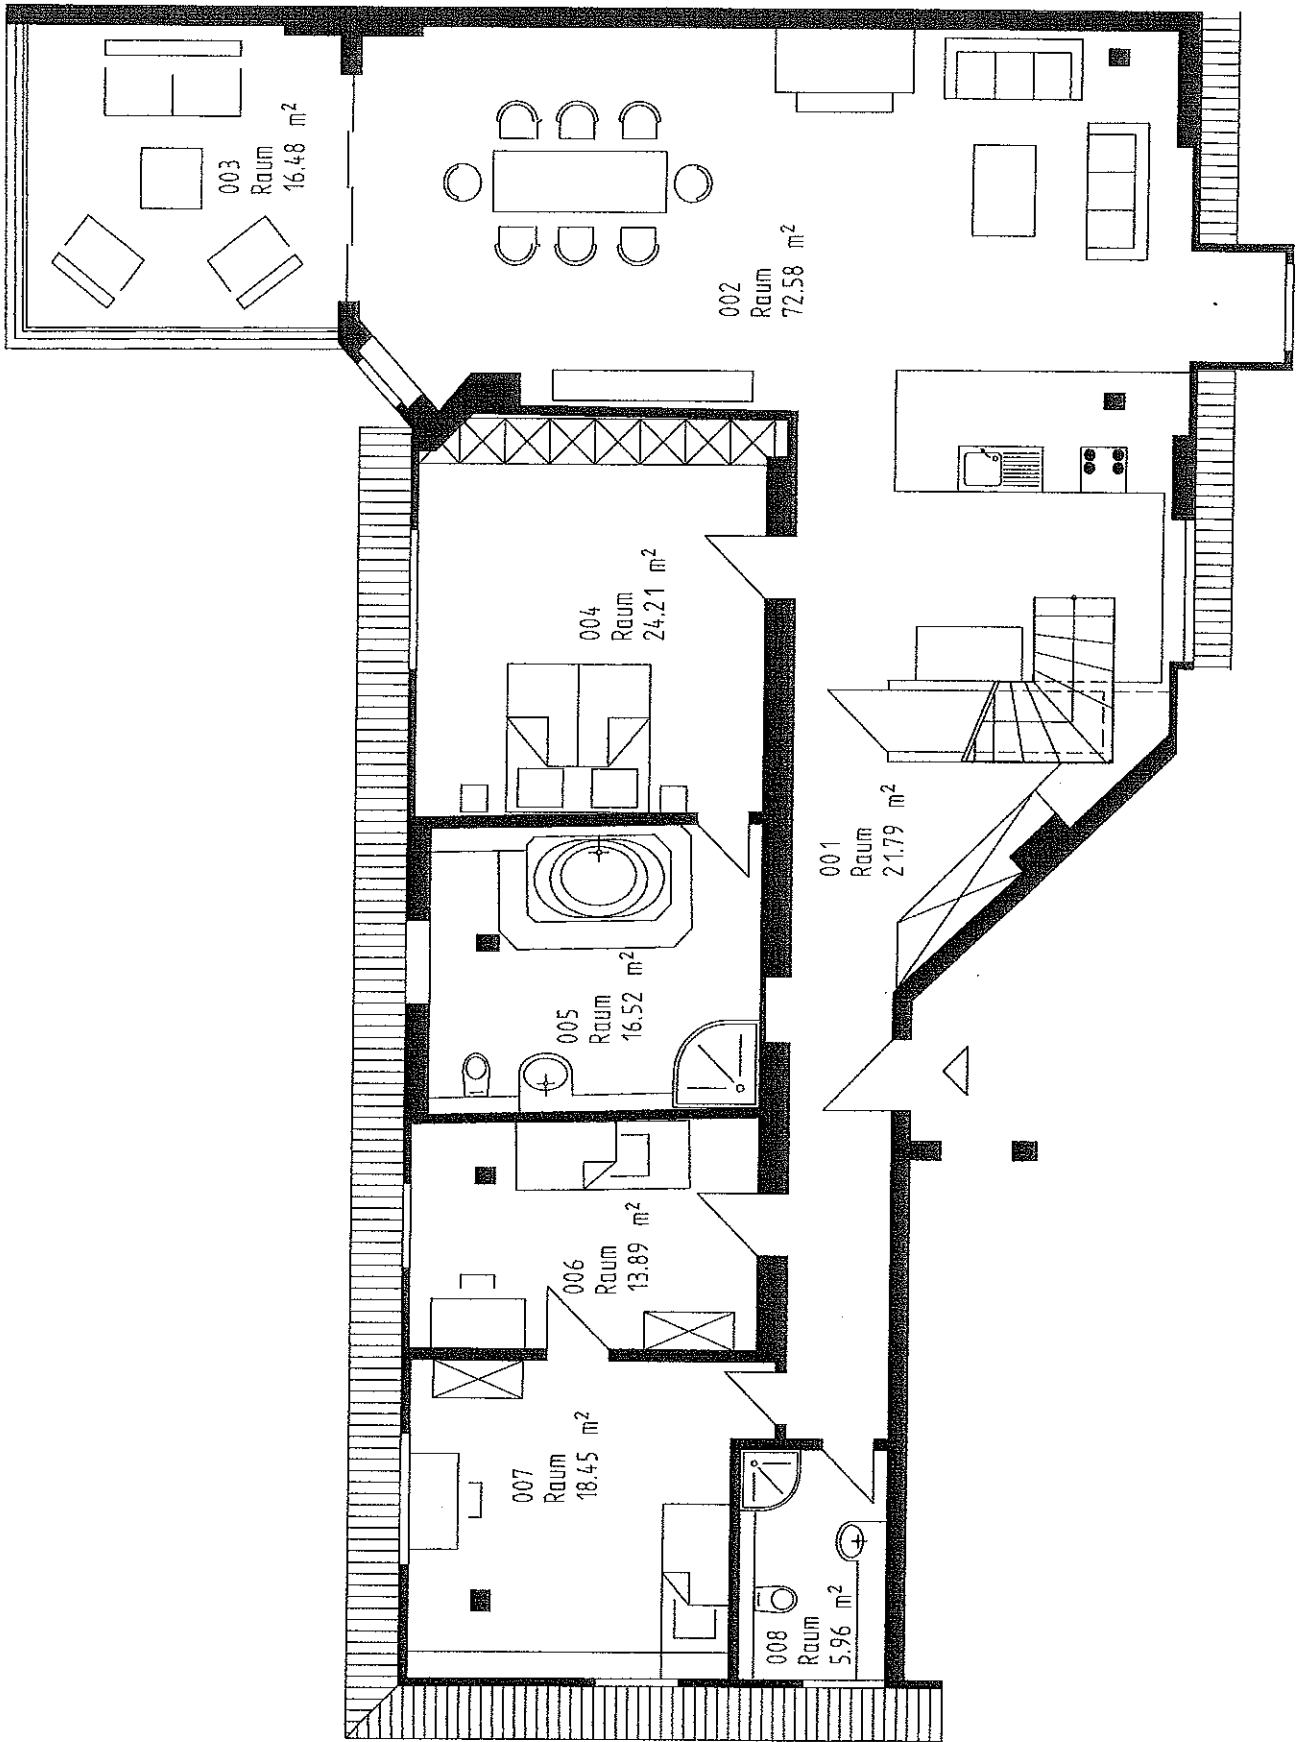 001
Raum
21.79 m²
002
Raum
72.58 m²
003
Raum
16.48 m²
004
Raum
24.21 m²
005
Raum
16.52 m²
006
Raum
13.89 m²
007
Raum
18.45 m²
008
Raum
5.96 m²